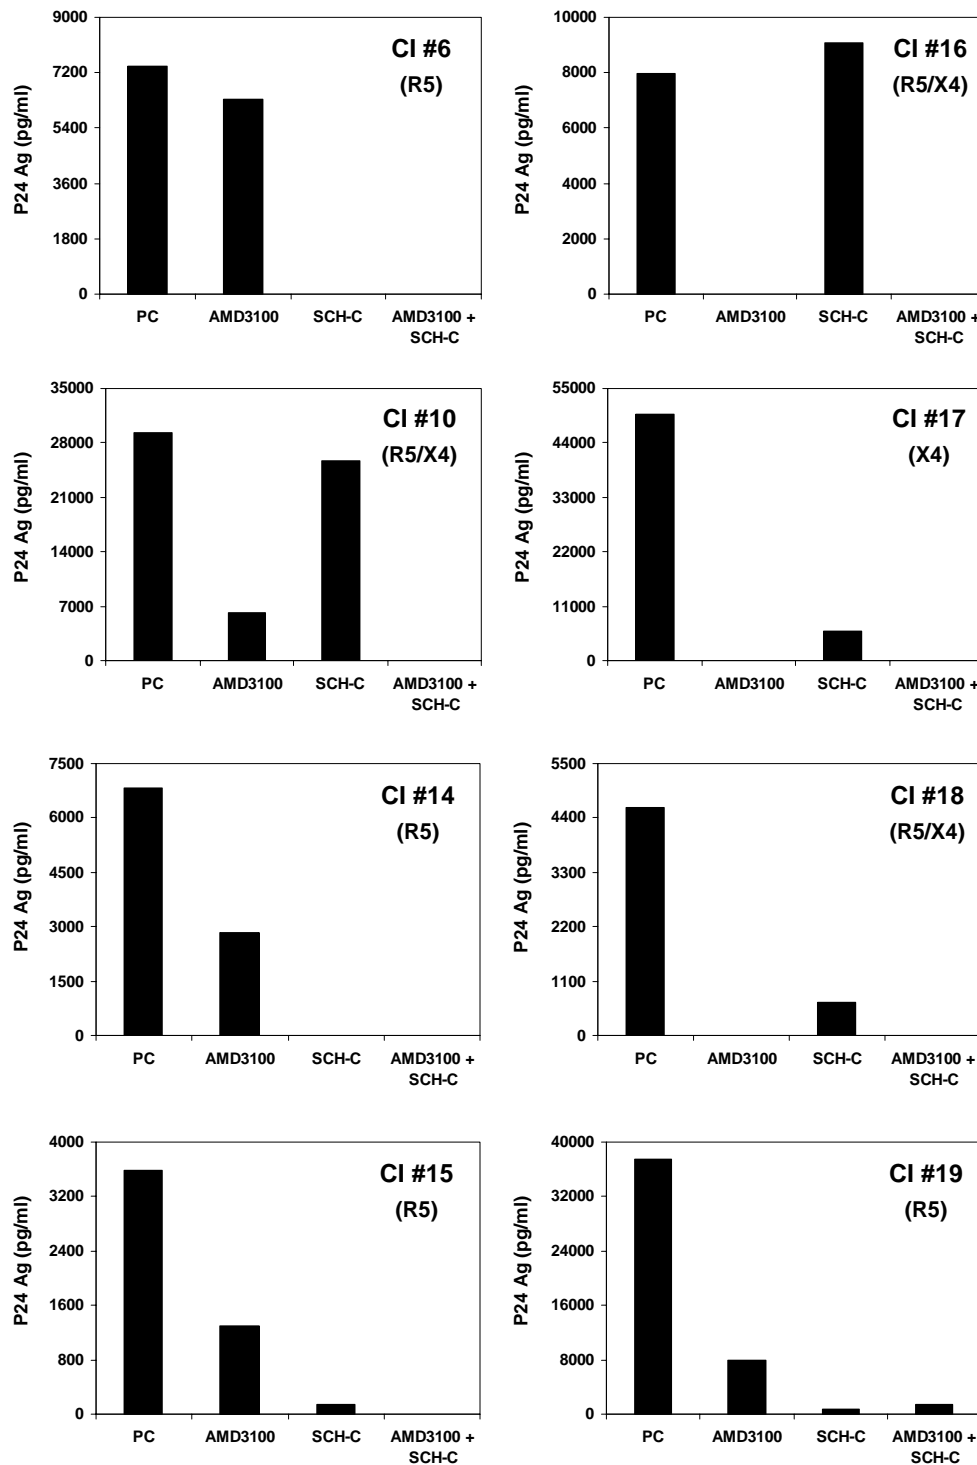 CI #6
(R5)
P24 Ag (pg/ml)
9000
7200
5400
3600
1800
0
PC
AMD3100
SCH-C
AMD3100 +
SCH-C
CI #16
(R5/X4)
P24 Ag (pg/ml)
10000
8000
6000
4000
2000
0
PC
AMD3100
SCH-C
AMD3100 +
SCH-C
CI #10
(R5/X4)
P24 Ag (pg/ml)
35000
28000
21000
14000
7000
0
PC
AMD3100
SCH-C
AMD3100 +
SCH-C
CI #17
(X4)
P24 Ag (pg/ml)
55000
44000
33000
22000
11000
0
PC
AMD3100
SCH-C
AMD3100 +
SCH-C
CI #14
(R5)
P24 Ag (pg/ml)
7500
6000
4500
3000
1500
0
PC
AMD3100
SCH-C
AMD3100 +
SCH-C
CI #18
(R5/X4)
P24 Ag (pg/ml)
5500
4400
3300
2200
1100
0
PC
AMD3100
SCH-C
AMD3100 +
SCH-C
CI #15
(R5)
P24 Ag (pg/ml)
4000
3200
2400
1600
800
0
PC
AMD3100
SCH-C
AMD3100 +
SCH-C
CI #19
(R5)
P24 Ag (pg/ml)
40000
32000
24000
16000
8000
0
PC
AMD3100
SCH-C
AMD3100 +
SCH-C